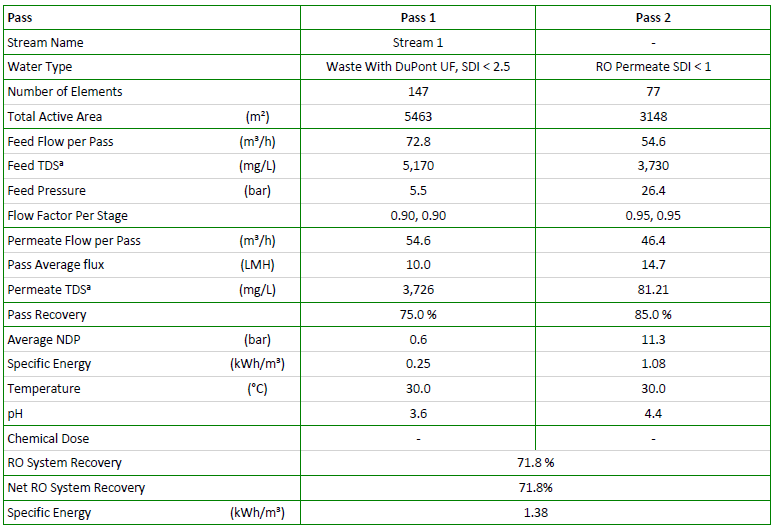 Pass Pass 1 Pass 2
Stream Name Stream 1 -
Water Type Waste With DuPont UF, SDI < 2.5 RO Permeate SDI < 1
Number of Elements 147 77
Total Active Area (m²) 5463 3148
Feed Flow per Pass (m³/h) 72.8 54.6
Feed TDSᵃ (mg/L) 5,170 3,730
Feed Pressure (bar) 5.5 26.4
Flow Factor Per Stage 0.90, 0.90 0.95, 0.95
Permeate Flow per Pass (m³/h) 54.6 46.4
Pass Average flux (LMH) 10.0 14.7
Permeate TDSᵃ (mg/L) 3,726 81.21
Pass Recovery 75.0 % 85.0 %
Average NDP (bar) 0.6 11.3
Specific Energy (kWh/m³) 0.25 1.08
Temperature (°C) 30.0 30.0
pH 3.6 4.4
Chemical Dose - -
RO System Recovery 71.8 %
Net RO System Recovery 71.8%
Specific Energy (kWh/m³) 1.38